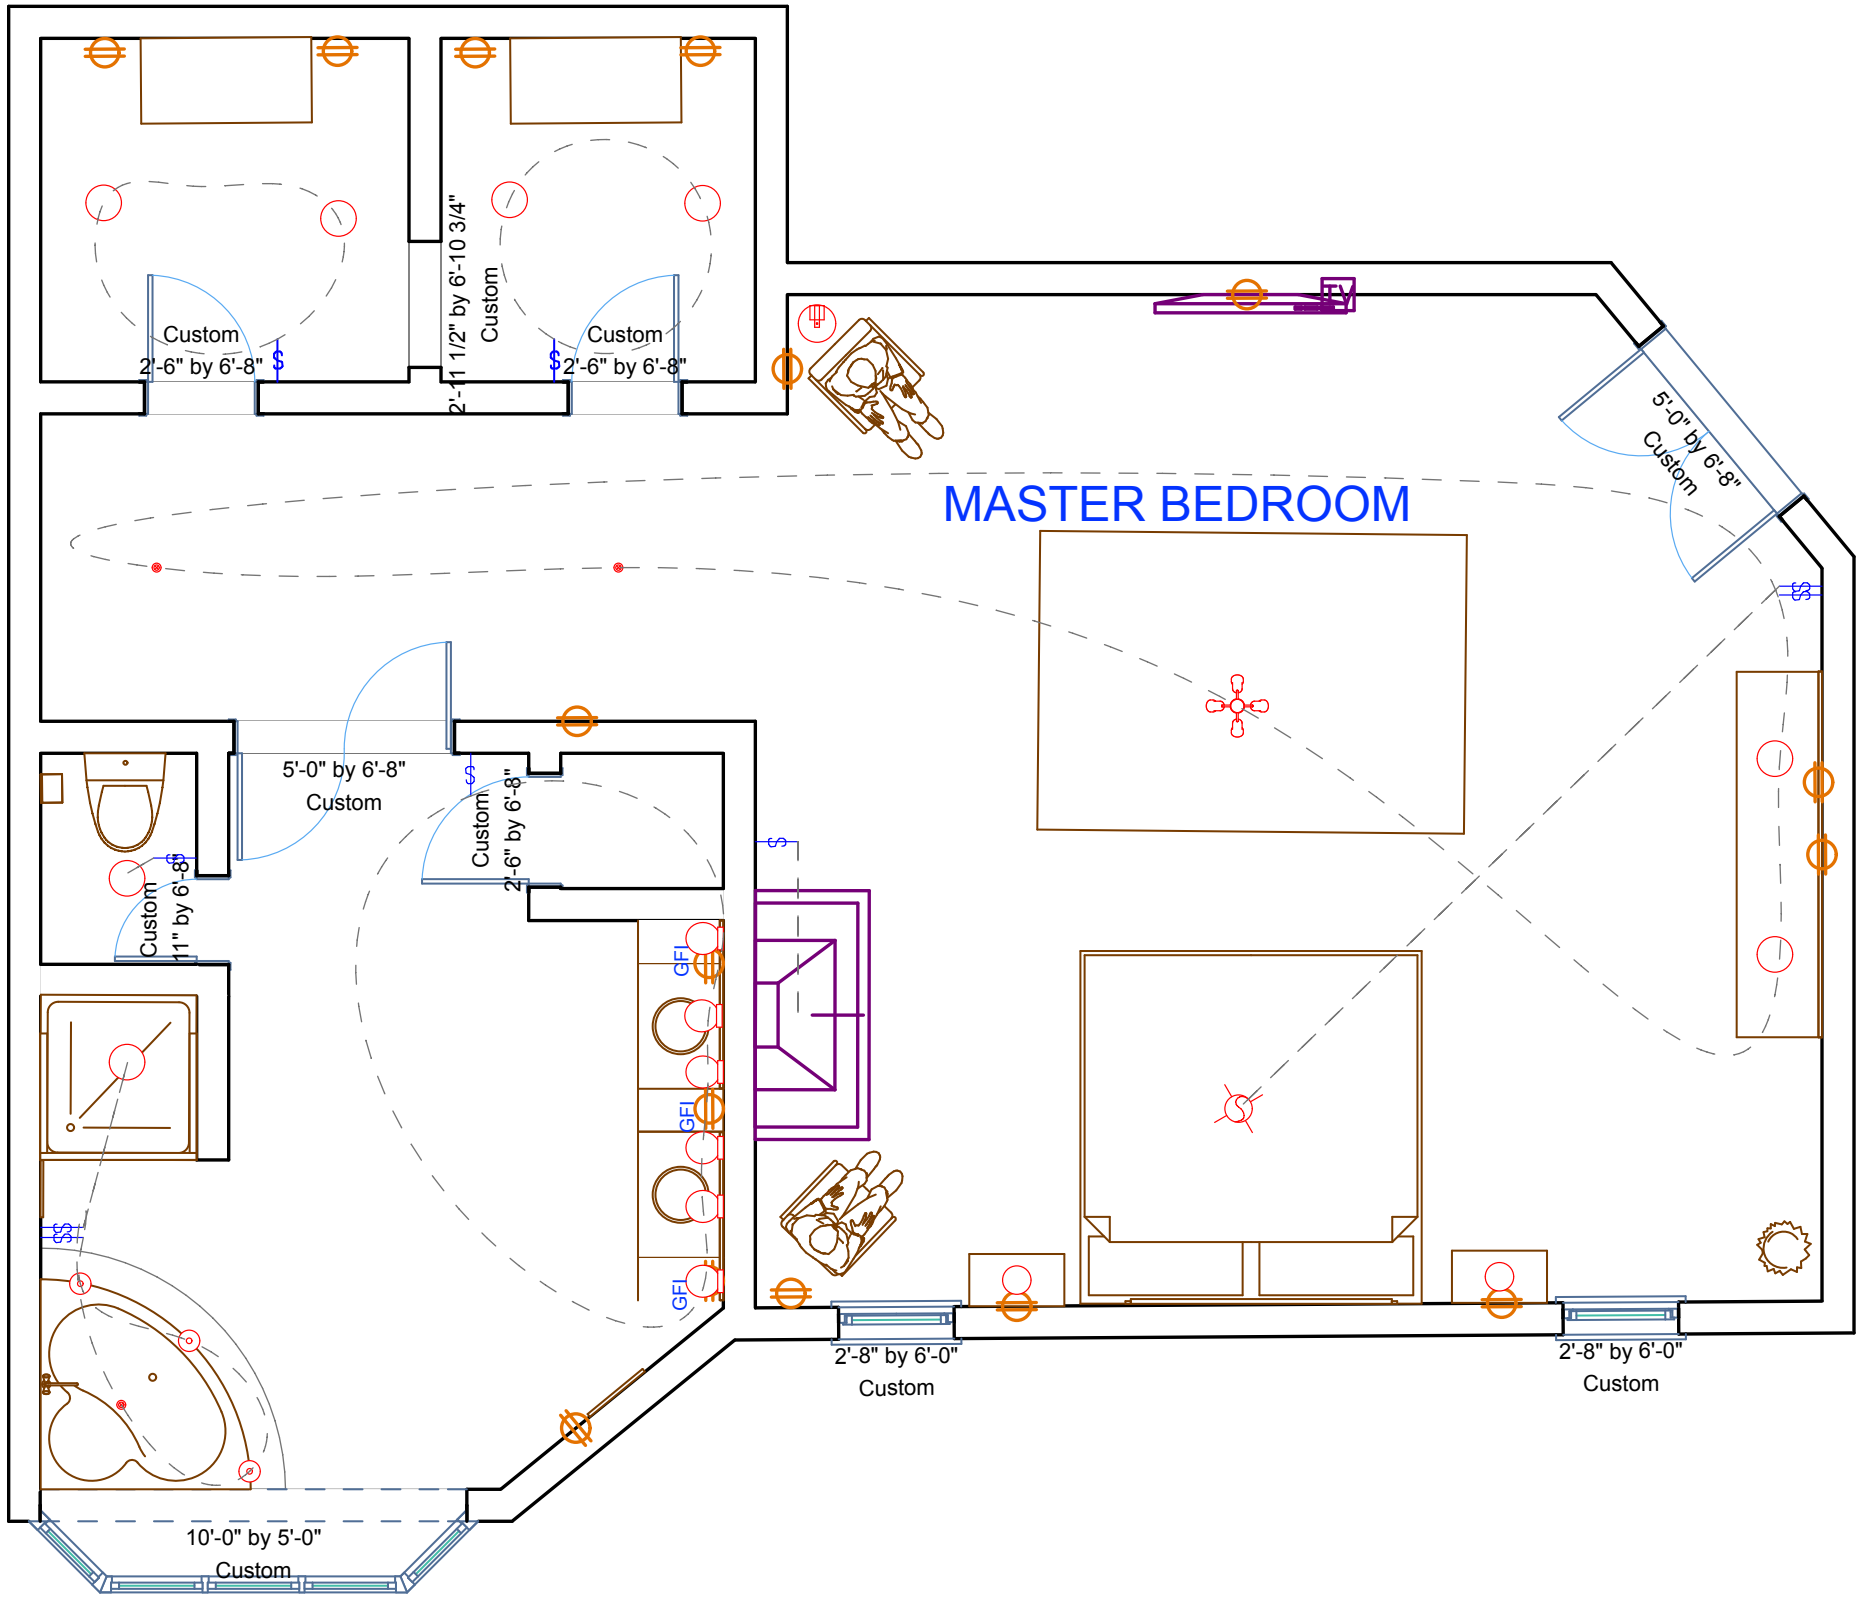 Custom
2'-6" by 6'-8"
S
2'-11 1/2" by 6'-10 3/4"
Custom
S
Custom
2'-6" by 6'-8"
TV
5'-0" by 6'-8"
Custom
MASTER BEDROOM
SS
5'-0" by 6'-8"
Custom
S
Custom
2'-6" by 6'-8"
S
SS
Custom
11" by 6'-8"
GFI
GFI
GFI
SS
2'-8" by 6'-0"
Custom
2'-8" by 6'-0"
Custom
10'-0" by 5'-0"
Custom